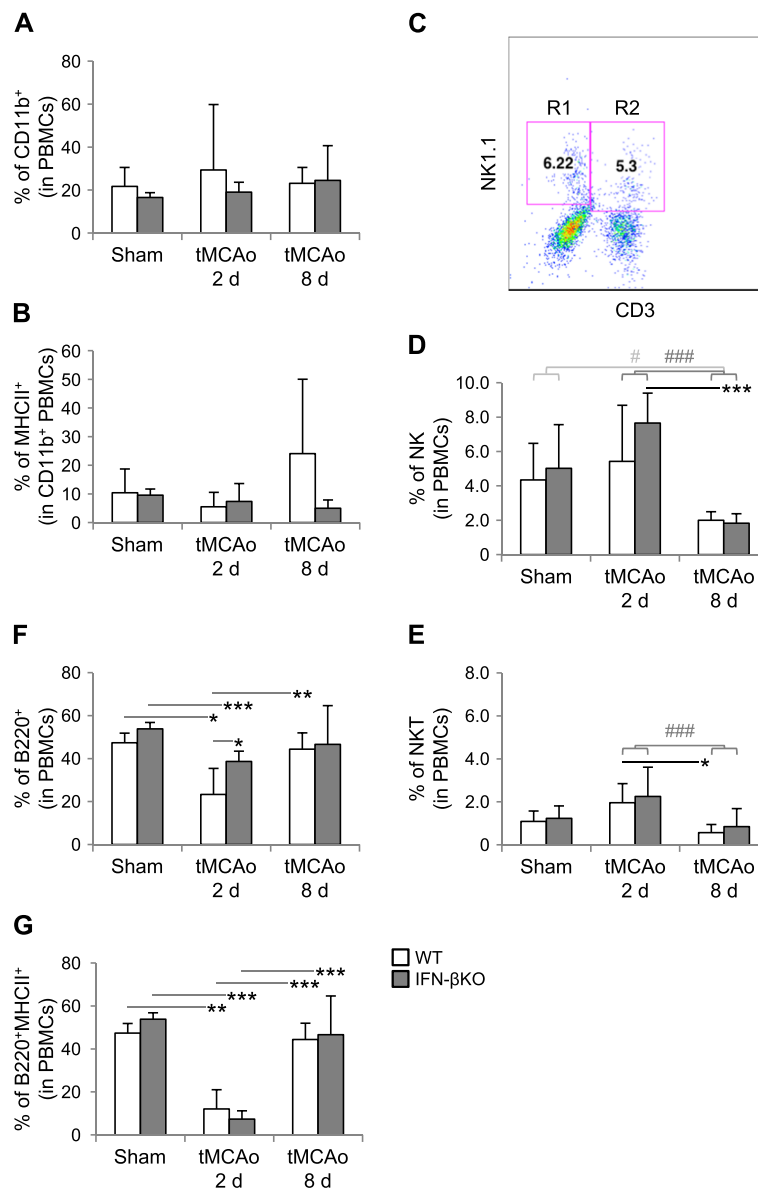 A
% of CD11b⁺
(in PBMCs)
80
60
40
20
0
Sham
tMCAo
2 d
tMCAo
8 d
B
% of MHCII⁺
(in CD11b⁺ PBMCs)
60
50
40
30
20
10
0
Sham
tMCAo
2 d
tMCAo
8 d
C
NK1.1
R1
R2
6.22
5.3
CD3
D
% of NK
(in PBMCs)
10.0
8.0
6.0
4.0
2.0
0
# ###
***
Sham
tMCAo
2 d
tMCAo
8 d
F
% of B220⁺
(in PBMCs)
80
60
40
20
0
**
***
*
*
Sham
tMCAo
2 d
tMCAo
8 d
E
% of NKT
(in PBMCs)
8.0
6.0
4.0
2.0
0
###
*
Sham
tMCAo
2 d
tMCAo
8 d
G
% of B220⁺MHCII⁺
(in PBMCs)
80
60
40
20
0
***
***
***
**
Sham
tMCAo
2 d
tMCAo
8 d
WT
IFN-βKO